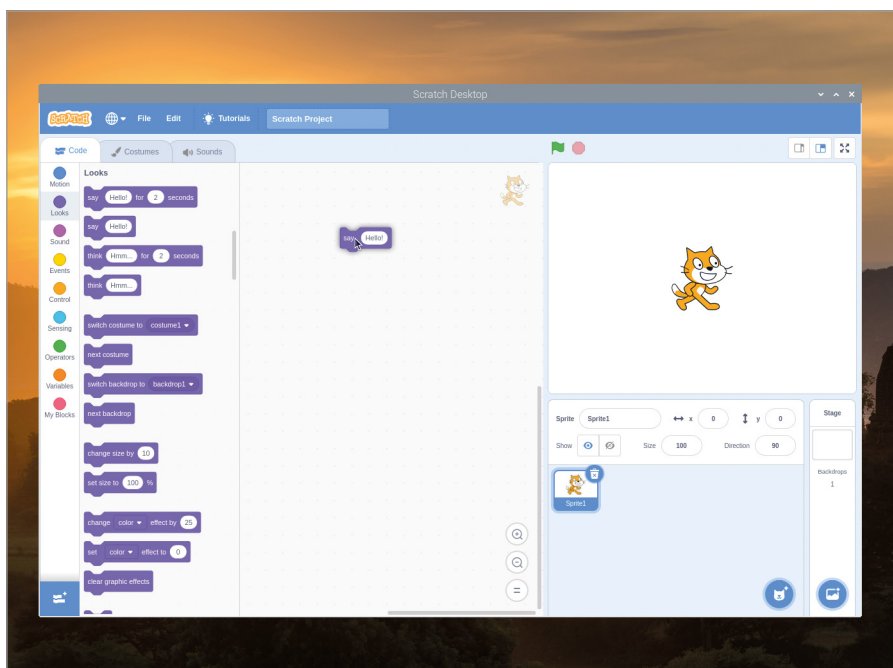 Scratch Desktop
SCRATCH File Edit Tutorials Scratch Project
Code Costumes Sounds
Motion
Looks
Sound
Events
Control
Sensing
Operators
Variables
My Blocks
Looks
say Hello! for 2 seconds
say Hello!
think Hmm... for 2 seconds
think Hmm...
switch costume to costume1
next costume
switch backdrop to backdrop1
next backdrop
change size by 10
set size to 100 %
change color effect by 25
set color effect to 0
clear graphic effects
say Hello!
Sprite Sprite1 x 0 y 0
Show Size 100 Direction 90
Sprite1
Stage
Backdrops
1